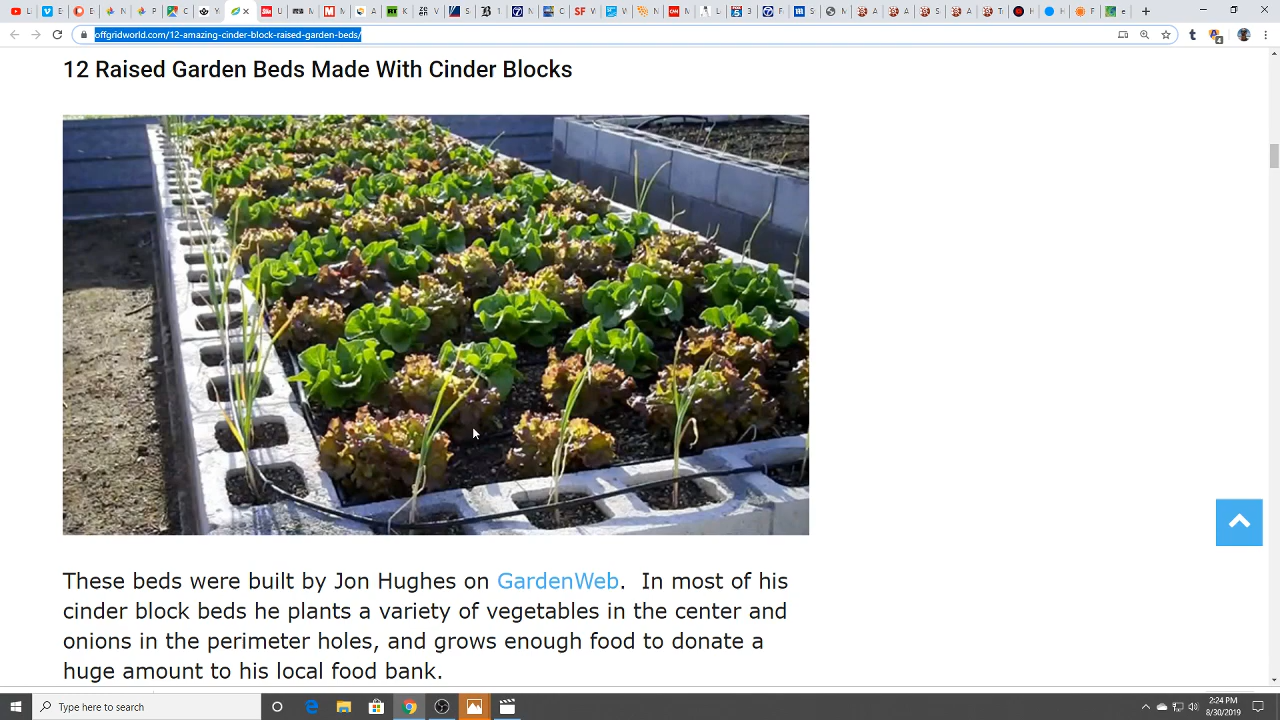 offgridworld.com/12-amazing-cinder-block-raised-garden-beds/
12 Raised Garden Beds Made With Cinder Blocks
These beds were built by Jon Hughes on GardenWeb.  In most of his
cinder block beds he plants a variety of vegetables in the center and
onions in the perimeter holes, and grows enough food to donate a
huge amount to his local food bank.
Type here to search
2:24 PM
8/30/2019